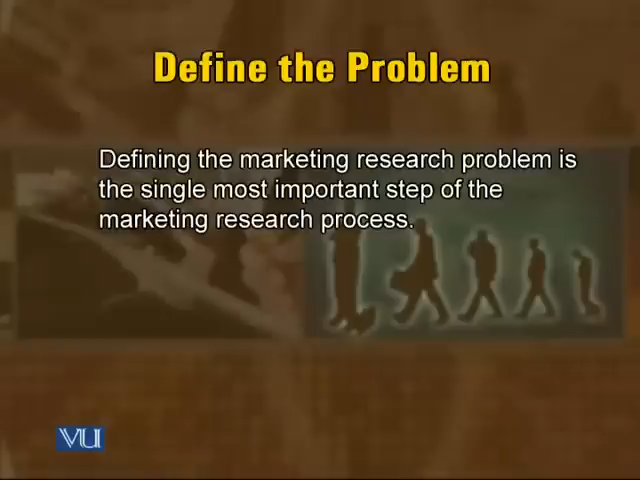 Define the Problem
Defining the marketing research problem is
the single most important step of the
marketing research process.
VU